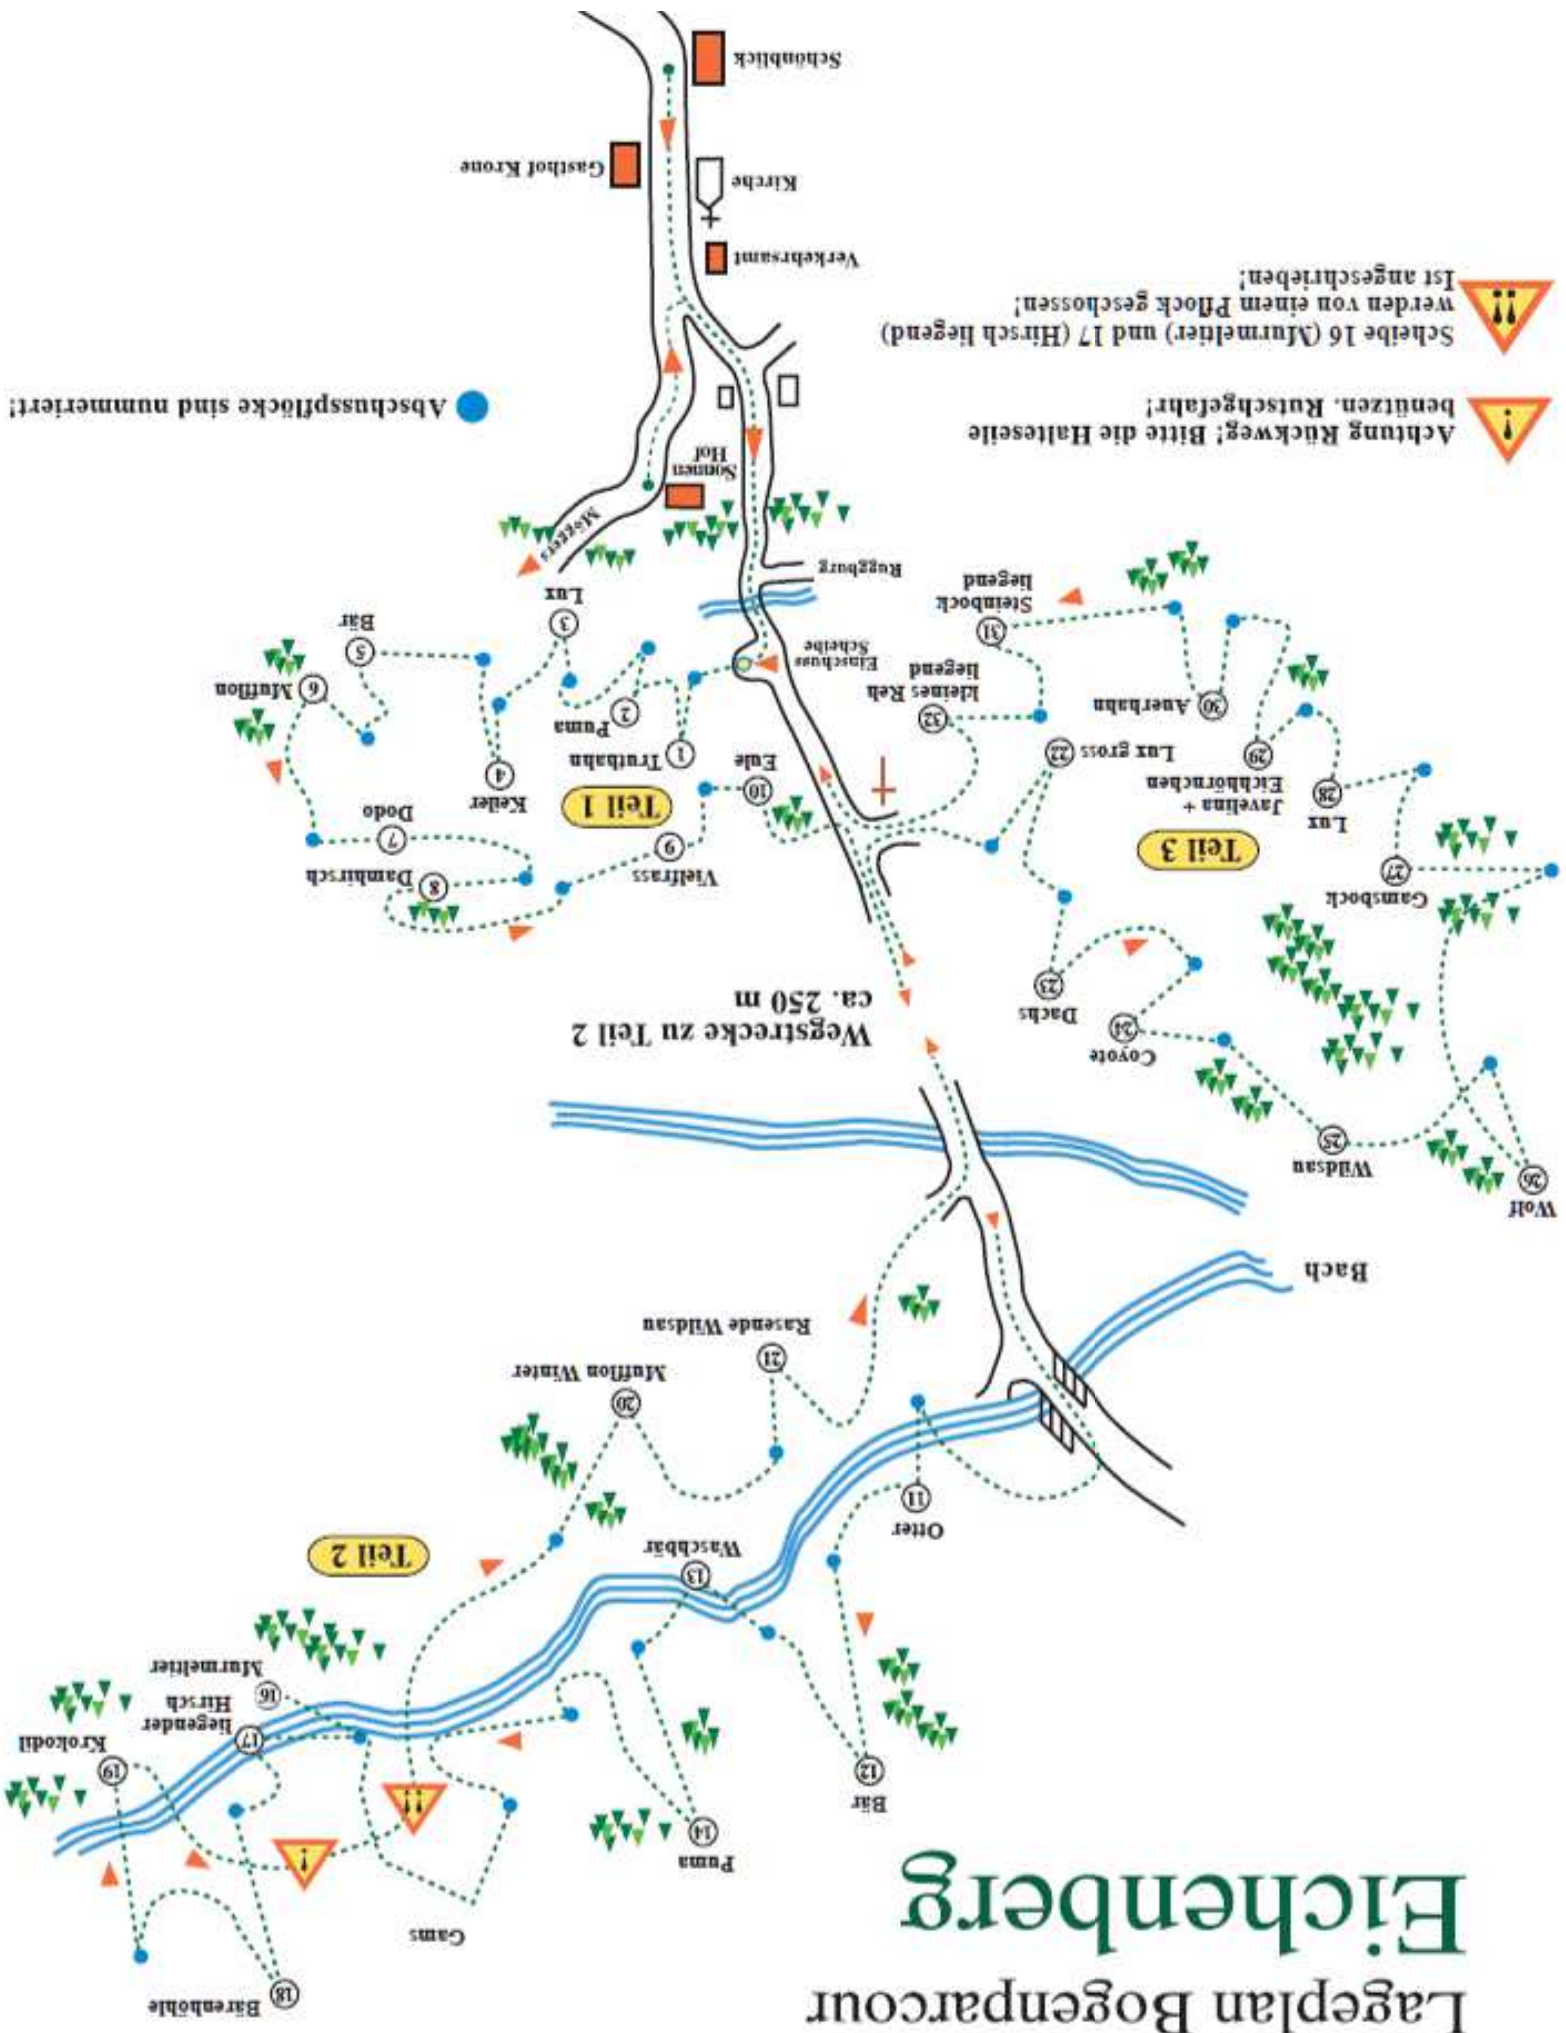 Lageplan Bogenparcour
Eichenberg
18
Bärenhöhle
Gams
Puma
14
!
Bär
12
!!
19
Krokodil
17
liegender
Hirsch
16
Murmeltier
13
Waschbär
Teil 2
Otter
11
20
Mufflon Winter
21
Rasende Wildsau
Bach
Wolf
26
Wildsau
25
Coyote
24
Dachs
23
Wegstrecke zu Teil 2
ca. 250 m
Gamsbock
27
8
Damhirsch
Vielfrass
9
7
Dodo
Teil 3
Lux
28
Javelina +
Eichhörnchen
29
Lux gross
22
Eule
10
Teil 1
Keiler
4
Truthahn
1
Puma
2
Auerhahn
30
32
kleines Reh
liegend
6
Mufflon
Einschuss
Scheibe
5
Bär
31
Steinbock
liegend
3
Lux
Ruggburg
Möggers
Sonnen
Hof
!
Achtung Rückweg! Bitte die Halteseile
benützen. Rutschgefahr!
Abschusspflöcke sind nummeriert!
!!
Scheibe 16 (Murmeltier) und 17 (Hirsch liegend)
werden von einem Pflock geschossen!
Ist angeschrieben!
Verkehrsamt
Kirche
Gasthof Krone
Schönblick